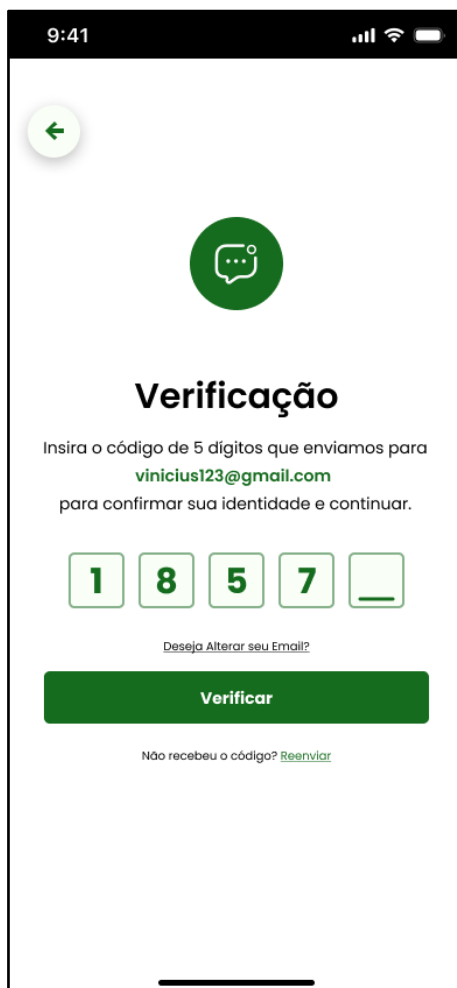 9:41
Verificação
Insira o código de 5 dígitos que enviamos para
vinicius123@gmail.com
para confirmar sua identidade e continuar.
1 8 5 7 _
Deseja Alterar seu Email?
Verificar
Não recebeu o código? Reenviar